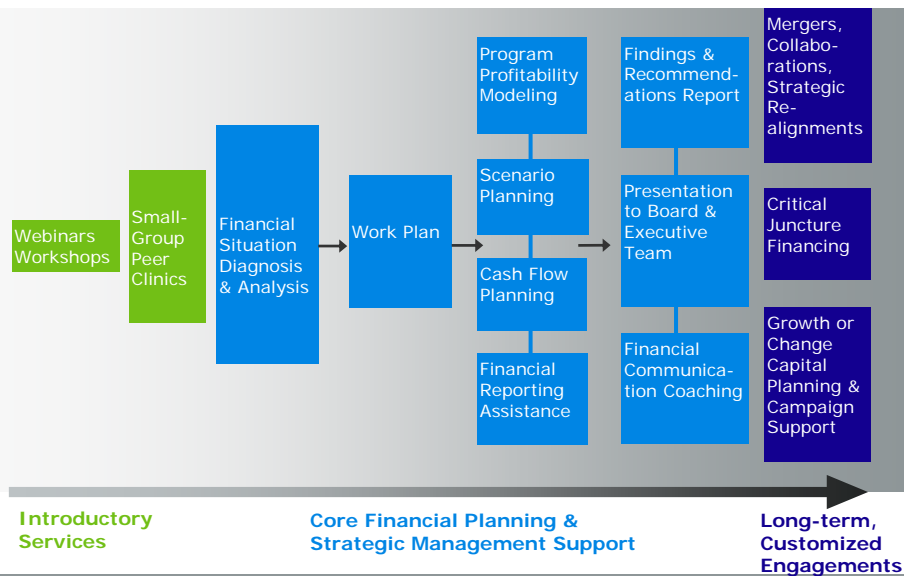 Webinars
Workshops
Small-
Group
Peer
Clinics
Financial
Situation
Diagnosis
& Analysis
Work Plan
Program
Profitability
Modeling
Scenario
Planning
Cash Flow
Planning
Financial
Reporting
Assistance
Findings &
Recommend-
ations Report
Presentation
to Board &
Executive
Team
Financial
Communica-
tion Coaching
Mergers,
Collabo-
rations,
Strategic
Re-
alignments
Critical
Juncture
Financing
Growth or
Change
Capital
Planning &
Campaign
Support
Introductory
Services
Core Financial Planning &
Strategic Management Support
Long-term,
Customized
Engagements